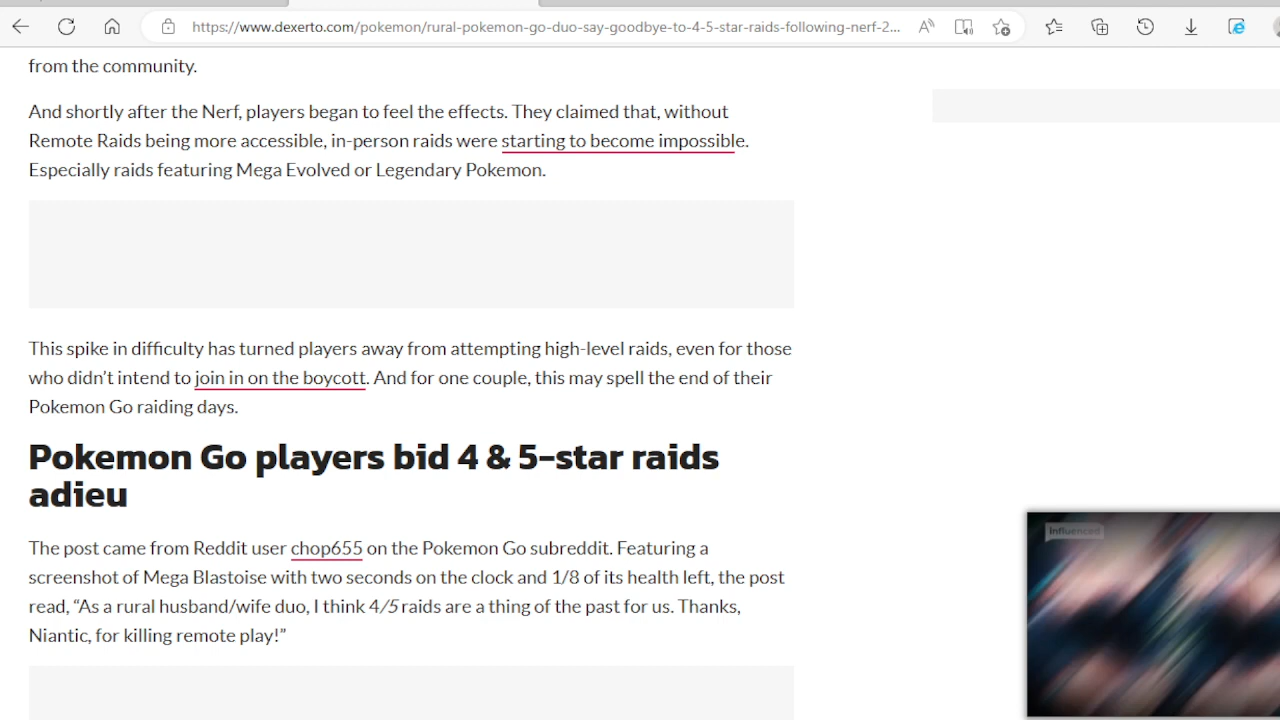 https://www.dexerto.com/pokemon/rural-pokemon-go-duo-say-goodbye-to-4-5-star-raids-following-nerf-2...
from the community.
And shortly after the Nerf, players began to feel the effects. They claimed that, without
Remote Raids being more accessible, in-person raids were starting to become impossible.
Especially raids featuring Mega Evolved or Legendary Pokemon.
This spike in difficulty has turned players away from attempting high-level raids, even for those
who didn’t intend to join in on the boycott. And for one couple, this may spell the end of their
Pokemon Go raiding days.
Pokemon Go players bid 4 & 5-star raids
adieu
The post came from Reddit user chop655 on the Pokemon Go subreddit. Featuring a
screenshot of Mega Blastoise with two seconds on the clock and 1/8 of its health left, the post
read, “As a rural husband/wife duo, I think 4/5 raids are a thing of the past for us. Thanks,
Niantic, for killing remote play!”
Influenced